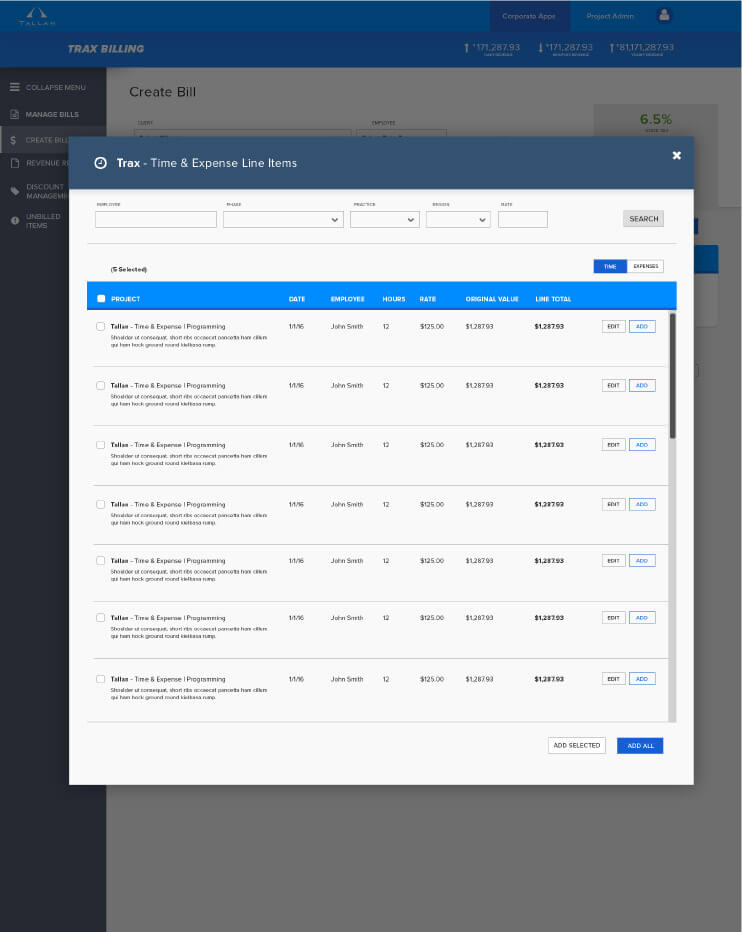 TALLAN
Corporate Apps
Project Admin
TRAX BILLING
$171,287.93
$171,287.93
$81,171,287.93
COLLAPSE MENU
MANAGE BILLS
CREATE BILL
REVENUE
DISCOUNT
UNBILLED
ITEMS
Create Bill
CLIENT
EMPLOYEE
6.5%
Trax - Time & Expense Line Items
EMPLOYEE
PHASE
PRACTICE
REGION
RATE
SEARCH
(5 Selected)
TIME
EXPENSES
PROJECT DATE EMPLOYEE HOURS RATE ORIGINAL VALUE LINE TOTAL
Tallan - Time & Expense | Programming 1/1/16 John Smith 12 $125.00 $1,287.93 $1,287.93 EDIT ADD
Shoulder ut consequat, short ribs occaecat pancetta ham cillum
qui ham hock ground round kielbasa rump.
Tallan - Time & Expense | Programming 1/1/16 John Smith 12 $125.00 $1,287.93 $1,287.93 EDIT ADD
Shoulder ut consequat, short ribs occaecat pancetta ham cillum
qui ham hock ground round kielbasa rump.
Tallan - Time & Expense | Programming 1/1/16 John Smith 12 $125.00 $1,287.93 $1,287.93 EDIT ADD
Shoulder ut consequat, short ribs occaecat pancetta ham cillum
qui ham hock ground round kielbasa rump.
Tallan - Time & Expense | Programming 1/1/16 John Smith 12 $125.00 $1,287.93 $1,287.93 EDIT ADD
Shoulder ut consequat, short ribs occaecat pancetta ham cillum
qui ham hock ground round kielbasa rump.
Tallan - Time & Expense | Programming 1/1/16 John Smith 12 $125.00 $1,287.93 $1,287.93 EDIT ADD
Shoulder ut consequat, short ribs occaecat pancetta ham cillum
qui ham hock ground round kielbasa rump.
Tallan - Time & Expense | Programming 1/1/16 John Smith 12 $125.00 $1,287.93 $1,287.93 EDIT ADD
Shoulder ut consequat, short ribs occaecat pancetta ham cillum
qui ham hock ground round kielbasa rump.
Tallan - Time & Expense | Programming 1/1/16 John Smith 12 $125.00 $1,287.93 $1,287.93 EDIT ADD
Shoulder ut consequat, short ribs occaecat pancetta ham cillum
qui ham hock ground round kielbasa rump.
ADD SELECTED
ADD ALL